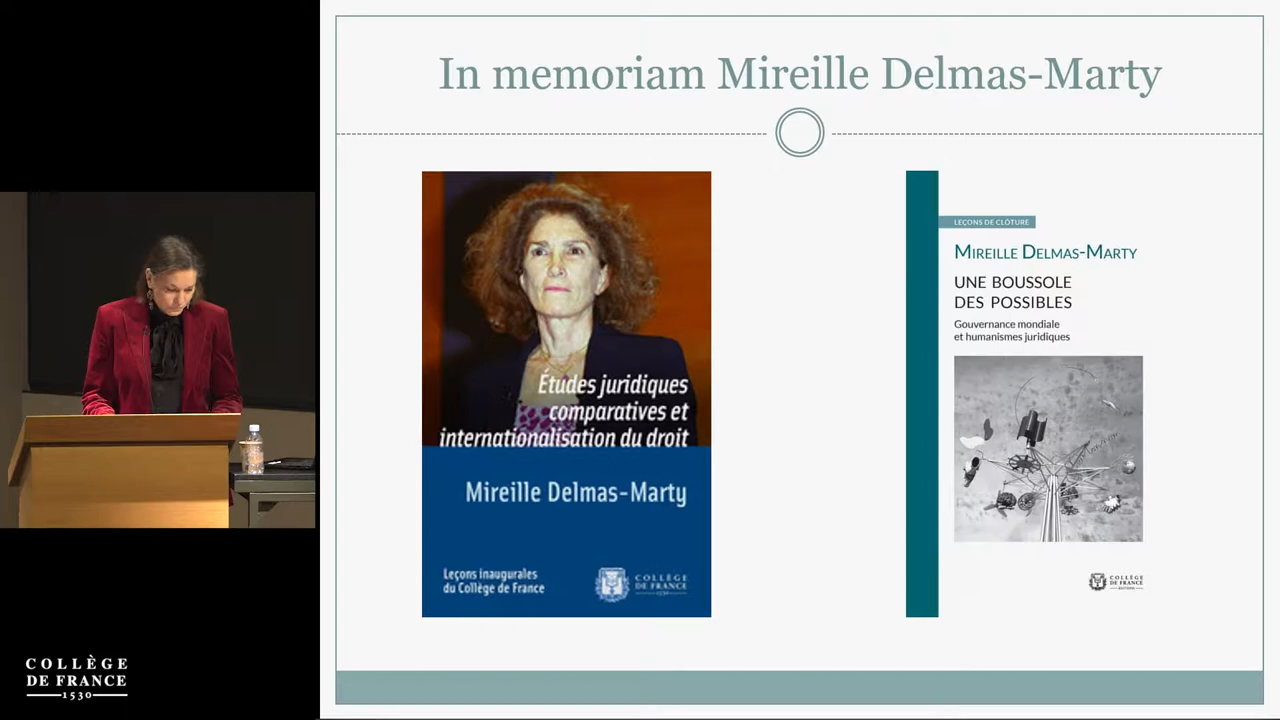 In memoriam Mireille Delmas-Marty
Études juridiques
comparatives et
internationalisation du droit
Mireille Delmas-Marty
Leçons inaugurales
du Collège de France
COLLÈGE
DE FRANCE
1530
LEÇONS DE CLÔTURE
MIREILLE DELMAS-MARTY
UNE BOUSSOLE
DES POSSIBLES
Gouvernance mondiale
et humanismes juridiques
COLLÈGE
DE FRANCE
ÉDITIONS
COLLÈGE
DE FRANCE
1530